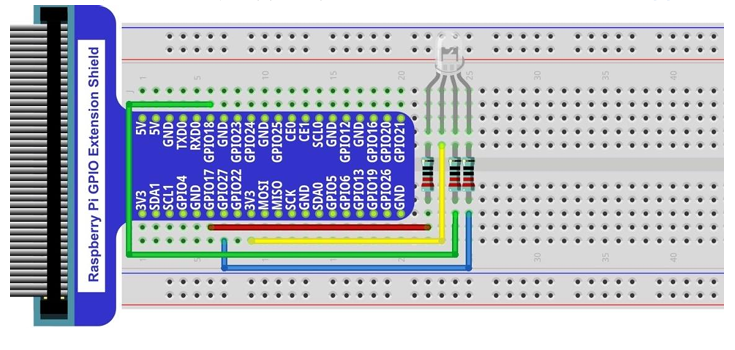 Raspberry Pi GPIO Extension Shield
1 5 10 15 20 25 30 35 40
5V 5V GND TXD0 RXD0 GPIO18 GND GPIO23 GPIO24 GND GPIO25 CE0 CE1 SCL0 GND GPIO12 GND GPIO16 GPIO20 GPIO21
3V3 SDA1 SCL1 GPIO4 GND GPIO17 GPIO27 GPIO22 3V3 MOSI MISO SCK GND SDA0 GPIO5 GPIO6 GPIO13 GPIO19 GPIO26 GND
1 10 15 20 30 35 40